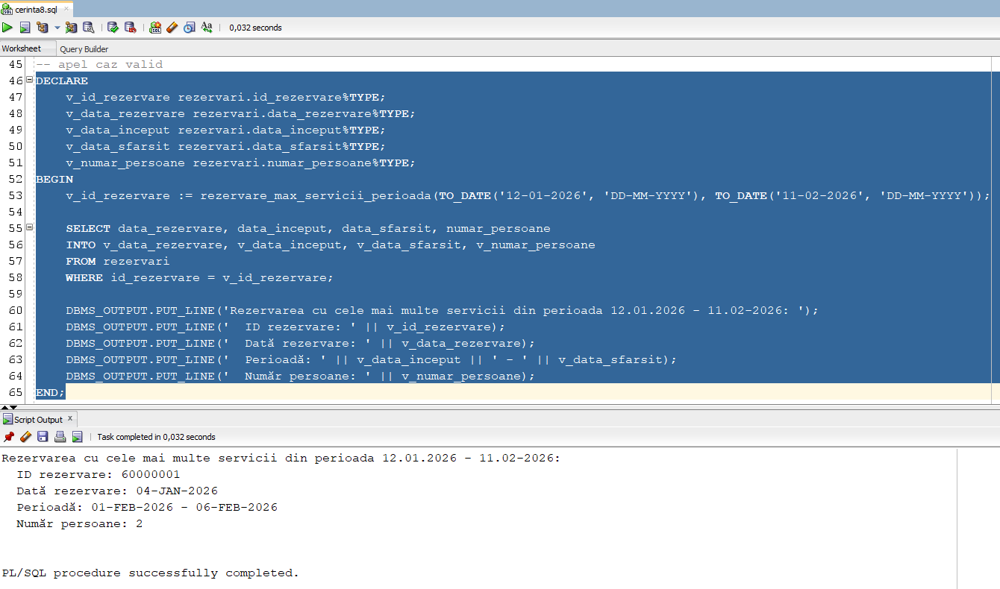 cerinta8.sql
0,032 seconds
Worksheet Query Builder
45 -- apel caz valid
46 DECLARE
47 v_id_rezervare rezervari.id_rezervare%TYPE;
48 v_data_rezervare rezervari.data_rezervare%TYPE;
49 v_data_inceput rezervari.data_inceput%TYPE;
50 v_data_sfarsit rezervari.data_sfarsit%TYPE;
51 v_numar_persoane rezervari.numar_persoane%TYPE;
52 BEGIN
53 v_id_rezervare := rezervare_max_servicii_perioada(TO_DATE('12-01-2026', 'DD-MM-YYYY'), TO_DATE('11-02-2026', 'DD-MM-YYYY'));
54
55 SELECT data_rezervare, data_inceput, data_sfarsit, numar_persoane
56 INTO v_data_rezervare, v_data_inceput, v_data_sfarsit, v_numar_persoane
57 FROM rezervari
58 WHERE id_rezervare = v_id_rezervare;
59
60 DBMS_OUTPUT.PUT_LINE('Rezervarea cu cele mai multe servicii din perioada 12.01.2026 - 11.02-2026: ');
61 DBMS_OUTPUT.PUT_LINE('  ID rezervare: ' || v_id_rezervare);
62 DBMS_OUTPUT.PUT_LINE('  Dată rezervare: ' || v_data_rezervare);
63 DBMS_OUTPUT.PUT_LINE('  Perioadă: ' || v_data_inceput || ' - ' || v_data_sfarsit);
64 DBMS_OUTPUT.PUT_LINE('  Număr persoane: ' || v_numar_persoane);
65 END;
Script Output x
Task completed in 0,032 seconds
Rezervarea cu cele mai multe servicii din perioada 12.01.2026 - 11.02-2026:
ID rezervare: 60000001
Dată rezervare: 04-JAN-2026
Perioadă: 01-FEB-2026 - 06-FEB-2026
Număr persoane: 2
PL/SQL procedure successfully completed.